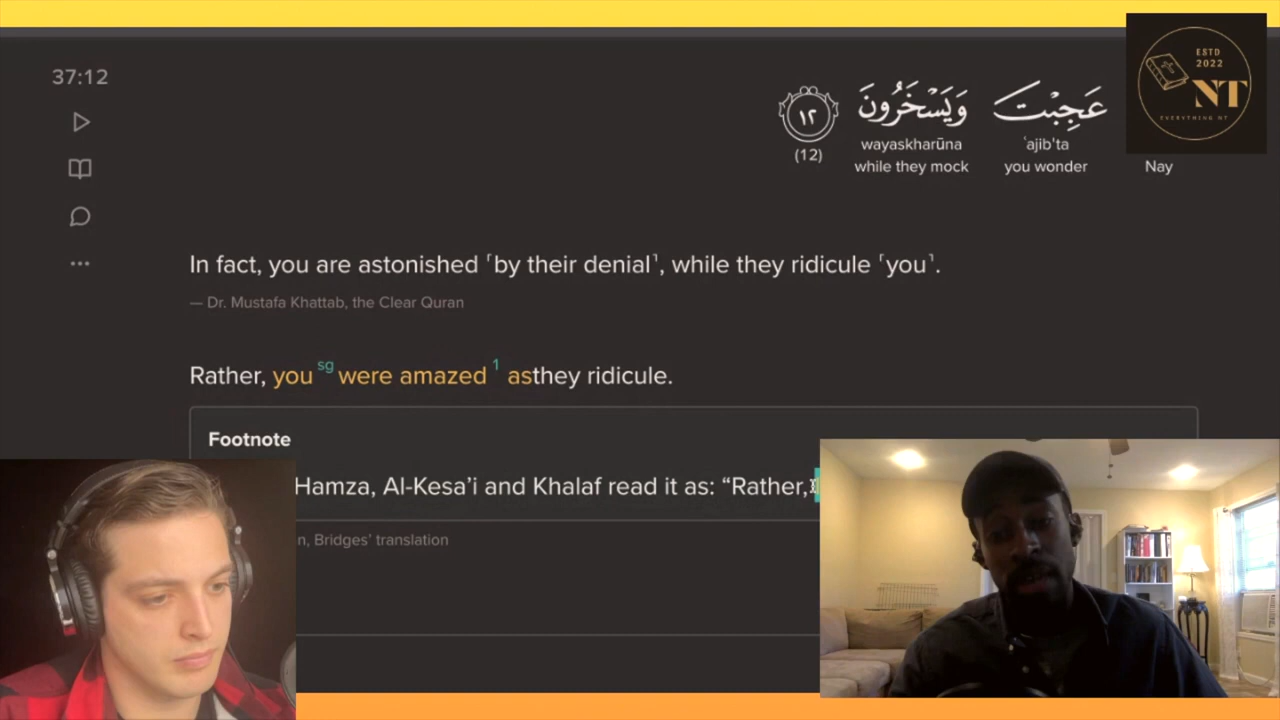 37:12
عَجِبْتَ وَيَسْخَرُونَ ١٢
ʿajib'ta wayaskharūna (12)
Nay you wonder while they mock
ESTD
2022
NT
EVERYTHING NT
In fact, you are astonished ˹by their denial˺, while they ridicule ˹you˺.
— Dr. Mustafa Khattab, the Clear Quran
Rather, you sg were amazed 1 asthey ridicule.
Footnote
Hamza, Al-Kesa’i and Khalaf read it as: “Rather,
n, Bridges’ translation